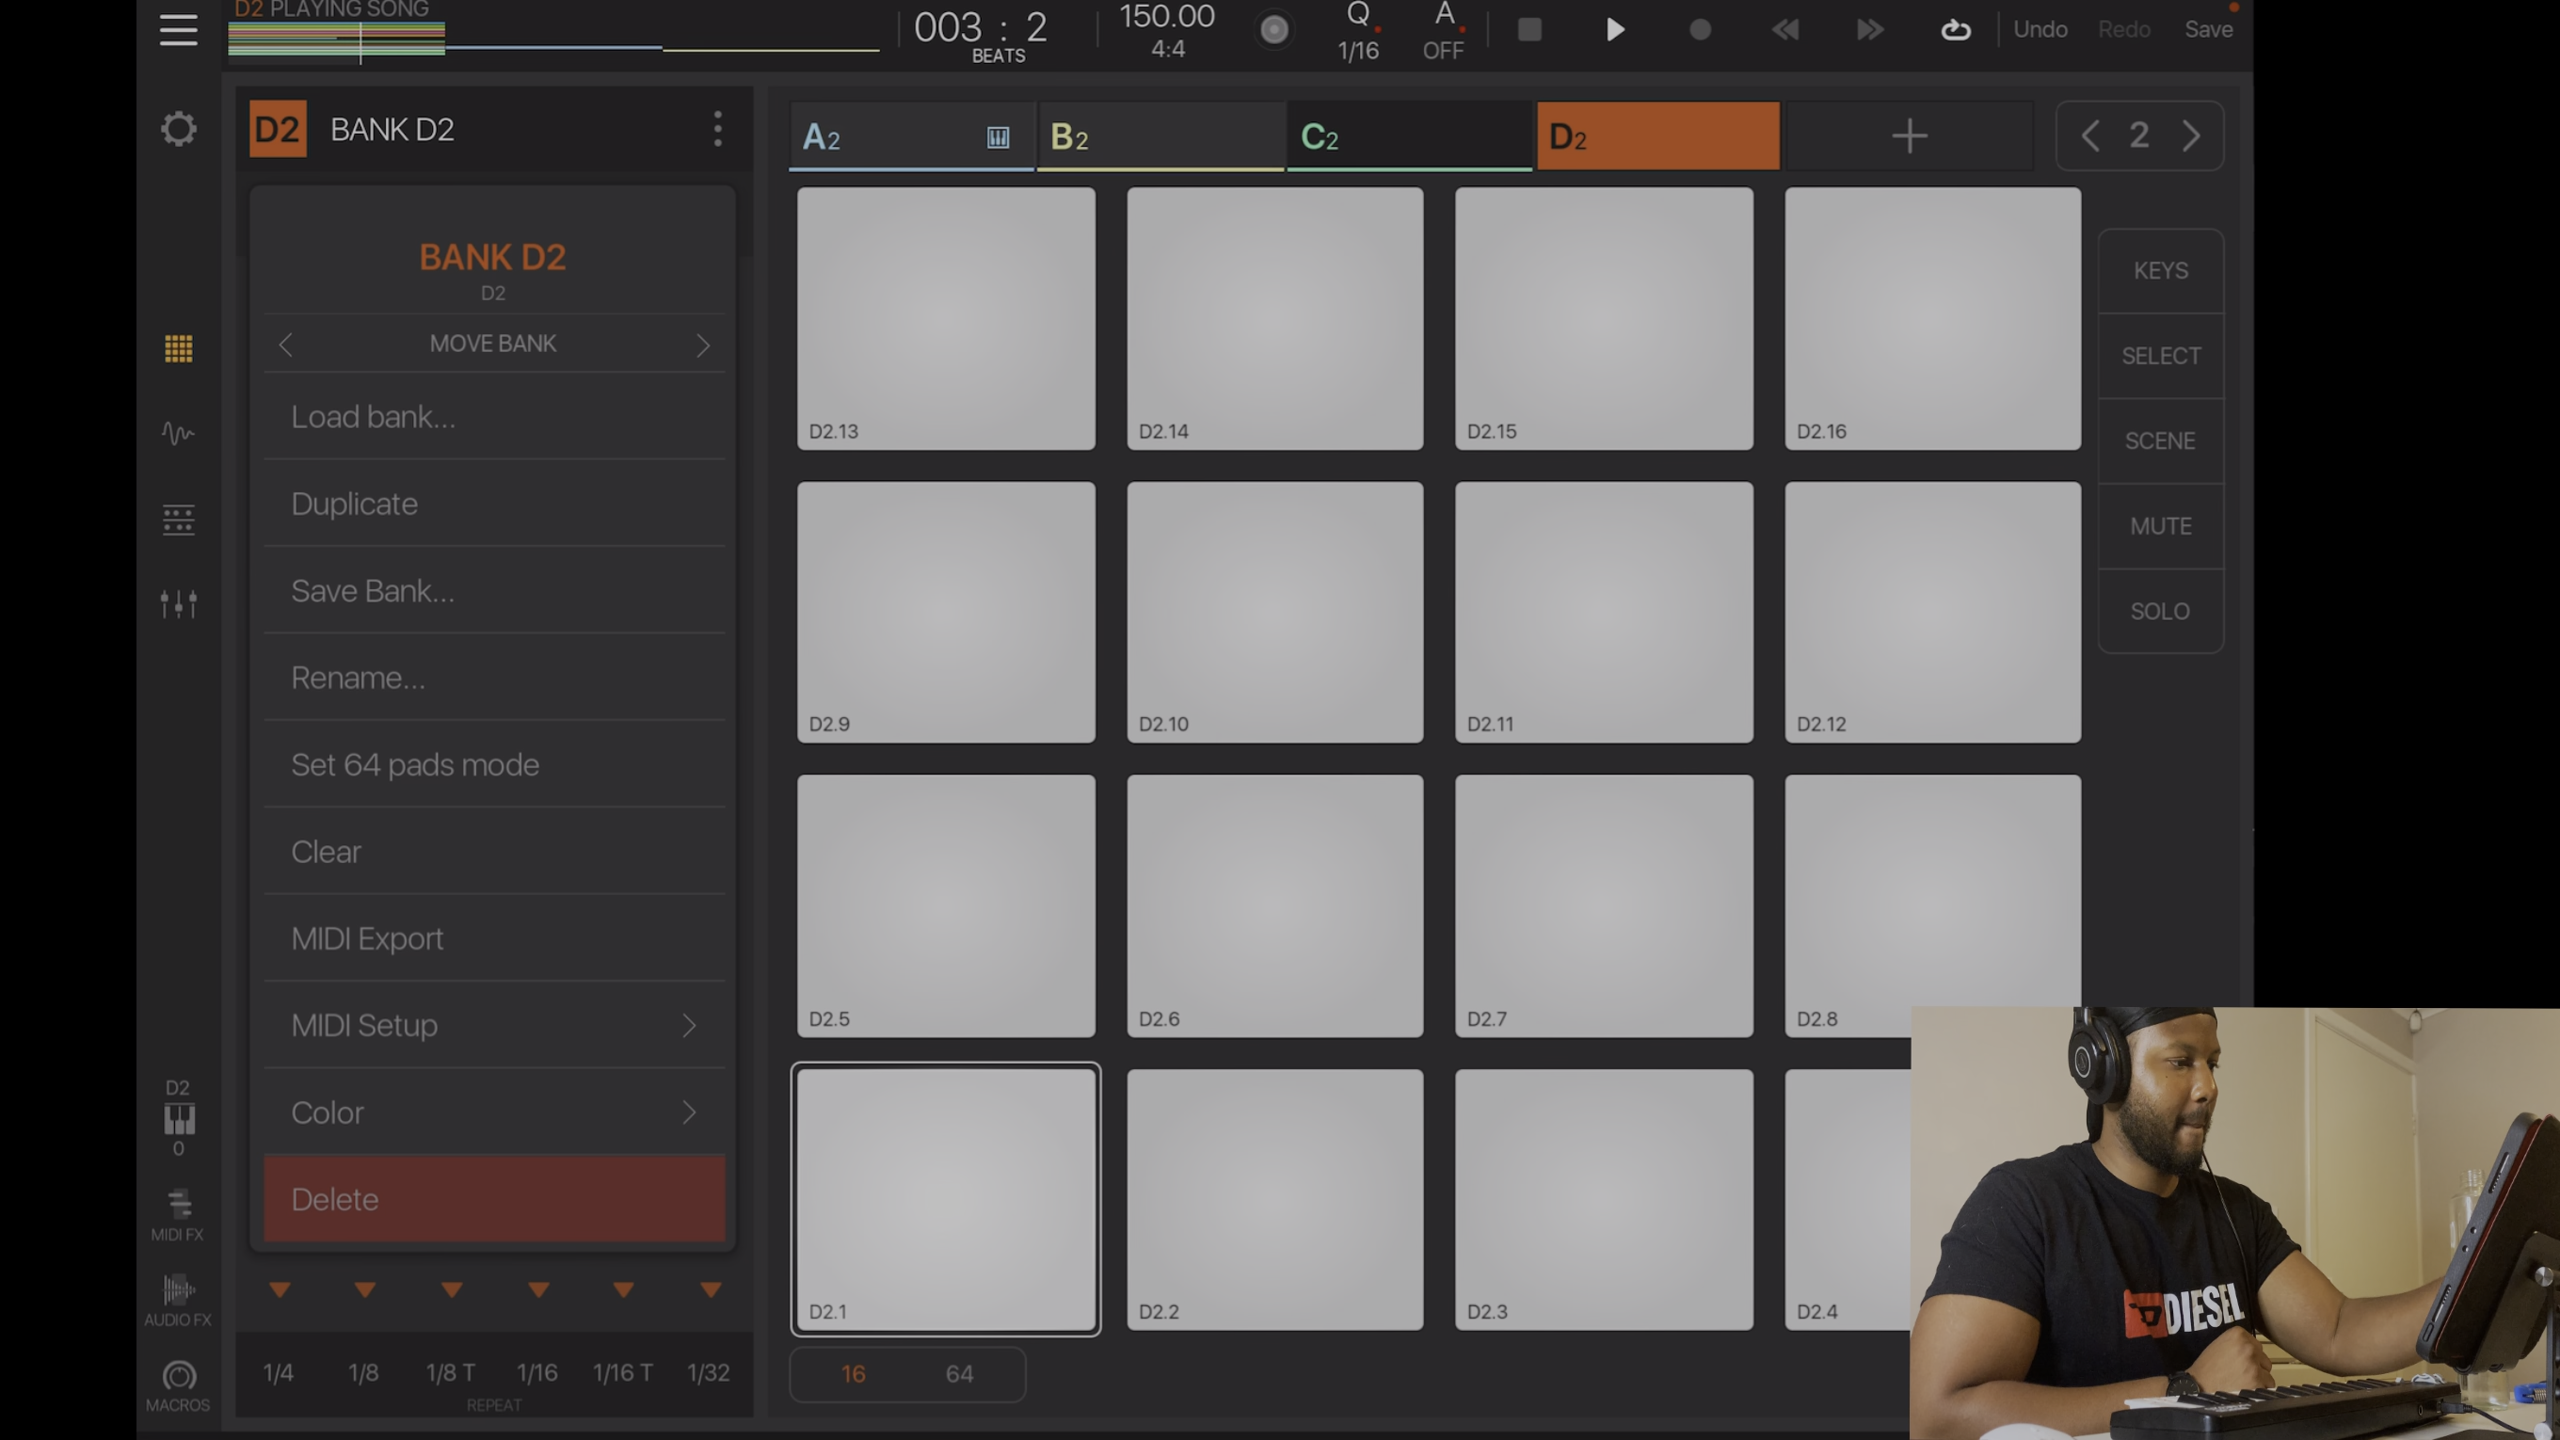 D2 PLAYING SONG
003 : 2
BEATS
150.00
4:4
Q
1/16
A
OFF
Undo
Redo
Save
D2
BANK D2
A2
B2
C2
D2
2
BANK D2
D2
MOVE BANK
Load bank...
Duplicate
Save Bank...
Rename...
Set 64 pads mode
Clear
MIDI Export
MIDI Setup
Color
Delete
D2.13
D2.14
D2.15
D2.16
D2.9
D2.10
D2.11
D2.12
D2.5
D2.6
D2.7
D2.8
D2.1
D2.2
D2.3
D2.4
KEYS
SELECT
SCENE
MUTE
SOLO
D2
0
MIDI FX
AUDIO FX
MACROS
1/4
1/8
1/8 T
1/16
1/16 T
1/32
REPEAT
16
64
DIESEL